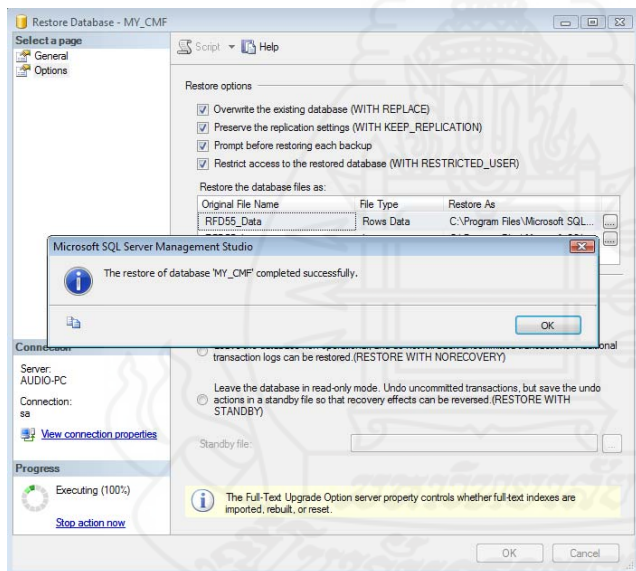 Restore Database - MY_CMF
Select a page
General
Options
Script
Help
Restore options
Overwrite the existing database (WITH REPLACE)
Preserve the replication settings (WITH KEEP_REPLICATION)
Prompt before restoring each
backup
Restrict access to the restored database (WITH RESTRICTED_USER)
Restore the database files as:
Original File Name File Type Restore As
RFD55_Data Rows Data C:\Program Files\Microsoft SQL...
Microsoft SQL Server Management Studio
The restore of database 'MY_CMF' completed successfully.
OK
Connection
transaction logs can be restored.(RESTORE WITH NORECOVERY)
Server:
AUDIO-PC
Connection:
sa
View connection properties
Leave the database in read-only mode. Undo uncommitted transactions, but save the undo
actions in a standby file so that recovery effects can be reversed.(RESTORE WITH
STANDBY)
Standby file:
Progress
Executing (100%)
Stop action now
The Full-Text Upgrade Option server property controls whether full-text indexes are
imported, rebuilt, or reset.
OK
Cancel